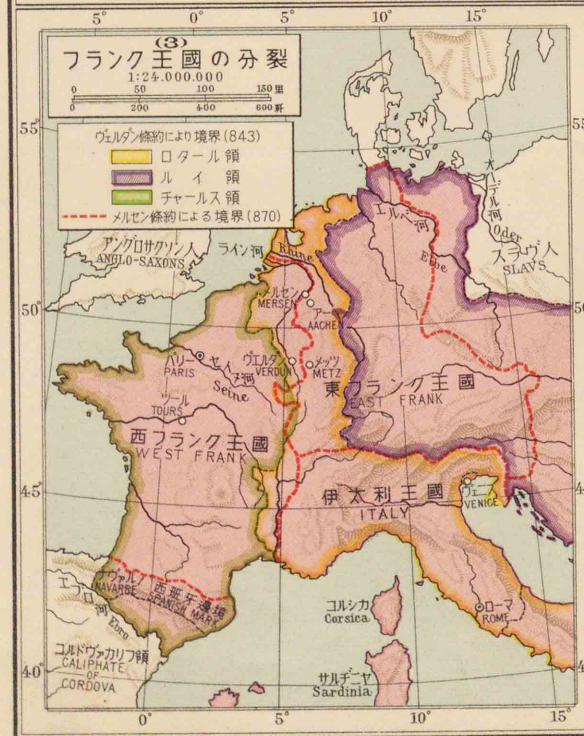 10°
15°
(3)
フランク王國の分裂
1:24.000.000
0 50 100 150 里
0 200 400 600 粁
ヴェルダン條約により境界(843)
ロタール領
ルイ領
チャールス領
メルセン條約による境界(870)
55°
55
アングロサクソン人
ANGLO-SAXONS
ライン河
Rhine
エルベ河
Elbe
オーデル河
Oder
スラヴ人
SLAVS
50°
50
メルセン
MERSEN
アーヘン
AACHEN
パリー
PARIS
セイヌ河
Seine
ヴェルダン
VERDUN
メッツ
METZ
東フランク王國
EAST FRANK
ツール
TOURS
西フランク王國
WEST FRANK
45°
45
伊太利王國
ITALY
ヴェニ
VENICE
ナヴァル
NAVARRE
西班牙邊境
SPANISH MARK
エブロ河
Ebro
コルシカ
Corsica
ローマ
ROME
コルドヴァカリフ領
CALIPHATE
OF
CORDOVA
サルヂニヤ
Sardinia
40°
40
0°
5°
10°
15°